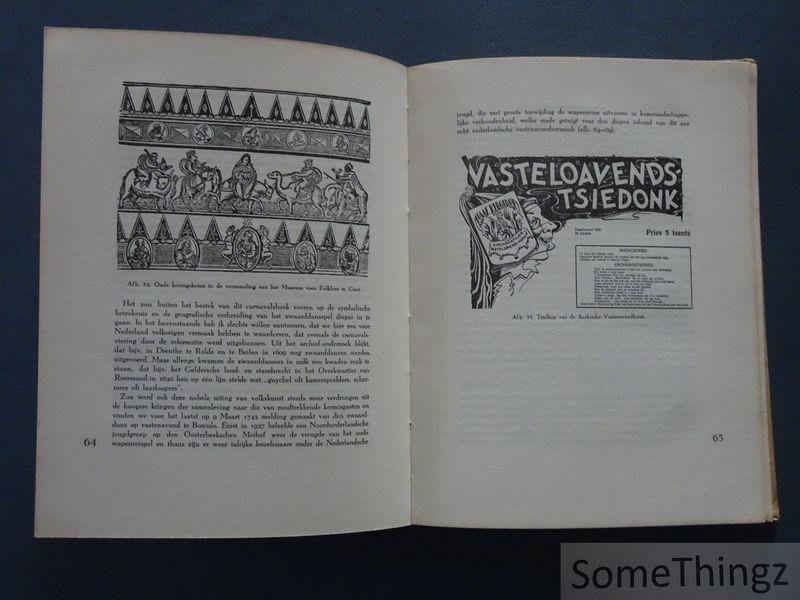 Afb. 54. Oude koningskroon in de verzameling van het Museum voor Folklore te Gent.
Het zou buiten het bestek van dit carnavalsboek voeren op de symbolische
betekenis en de geografische verbreiding van het zwaarddansspel dieper in te
gaan. In het bovenstaande heb ik slechts willen aantoonen, dat we hier een voor
Nederland volkseigen vermaak hebben te waardeeren, dat evenals de carnavals-
viering door de reformatie werd uitgebannen. Uit het archief-onderzoek blijkt
dat bijv. in Drenthe te Rolde en te Beilen in 1609 nog zwaarddansen werden
uitgevoerd. Maar allengs kwamen de zwaarddansers in zulk een kwaden reuk te
staan, dat bijv. het Geldersche land- en standrecht in het Overkwartier van
Roermond in 1620 hen op één lijn stelde met „guychel oft kamerspeelders, scher-
mers oft lantloopers".
Zoo werd ook deze nobele uiting van volkskunst steeds meer verdrongen uit
de hoogere kringen der samenleving naar die van rondtrekkende kermisgasten en
vinden we voor het laatst op 9 Maart 1742 melding gemaakt van den zwaard-
dans op vastenavond te Borculo. Eerst in 1927 beleefde een Noordnederlandsche
jeugdgroep op den Oosterbeekschen Meihof weer de vreugde van het oude
wapenreispel en thans zijn er weer talrijke beoefenaars onder de Nederlandsche
64
jeugd, die met groote toewijding de wapenreien uitvoeren in kameraadschappe-
lijke verbondenheid, welke mede getuigt voor den diepen inhoud van dit zoo
echt vaderlandsche vastenavondvermaak (afb. 64—69).
VASTELOAVENDS-
TSIEDONK
Pries 5 tsents
ABONEMENTSPRIES:
Afb. 55. Titelkop van de Kerkrader Vastenavondkrant.
65
SomeThingz